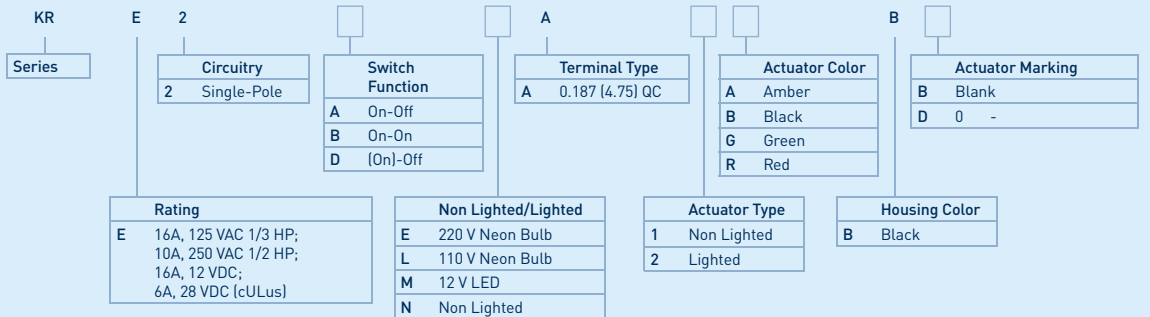 KR E 2 A B
Series
Circuitry
2 Single-Pole
Switch
Function
A On-Off
B On-On
D (On)-Off
Terminal Type
A 0.187 (4.75) QC
Actuator Color
A Amber
B Black
G Green
R Red
Actuator Marking
B Blank
D 0 -
Rating
E 16A, 125 VAC 1/3 HP;
10A, 250 VAC 1/2 HP;
16A, 12 VDC;
6A, 28 VDC (cULus)
Non Lighted/Lighted
E 220 V Neon Bulb
L 110 V Neon Bulb
M 12 V LED
N Non Lighted
Actuator Type
1 Non Lighted
2 Lighted
Housing Color
B Black